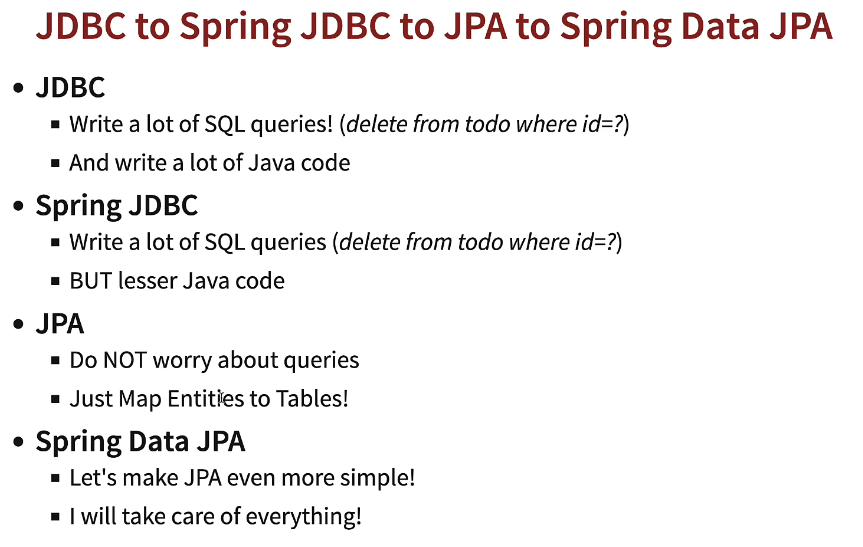 JDBC to Spring JDBC to JPA to Spring Data JPA
• JDBC
▪ Write a lot of SQL queries! (delete from todo where id=?)
▪ And write a lot of Java code
• Spring JDBC
▪ Write a lot of SQL queries (delete from todo where id=?)
▪ BUT lesser Java code
• JPA
▪ Do NOT worry about queries
▪ Just Map Entities to Tables!
• Spring Data JPA
▪ Let's make JPA even more simple!
▪ I will take care of everything!